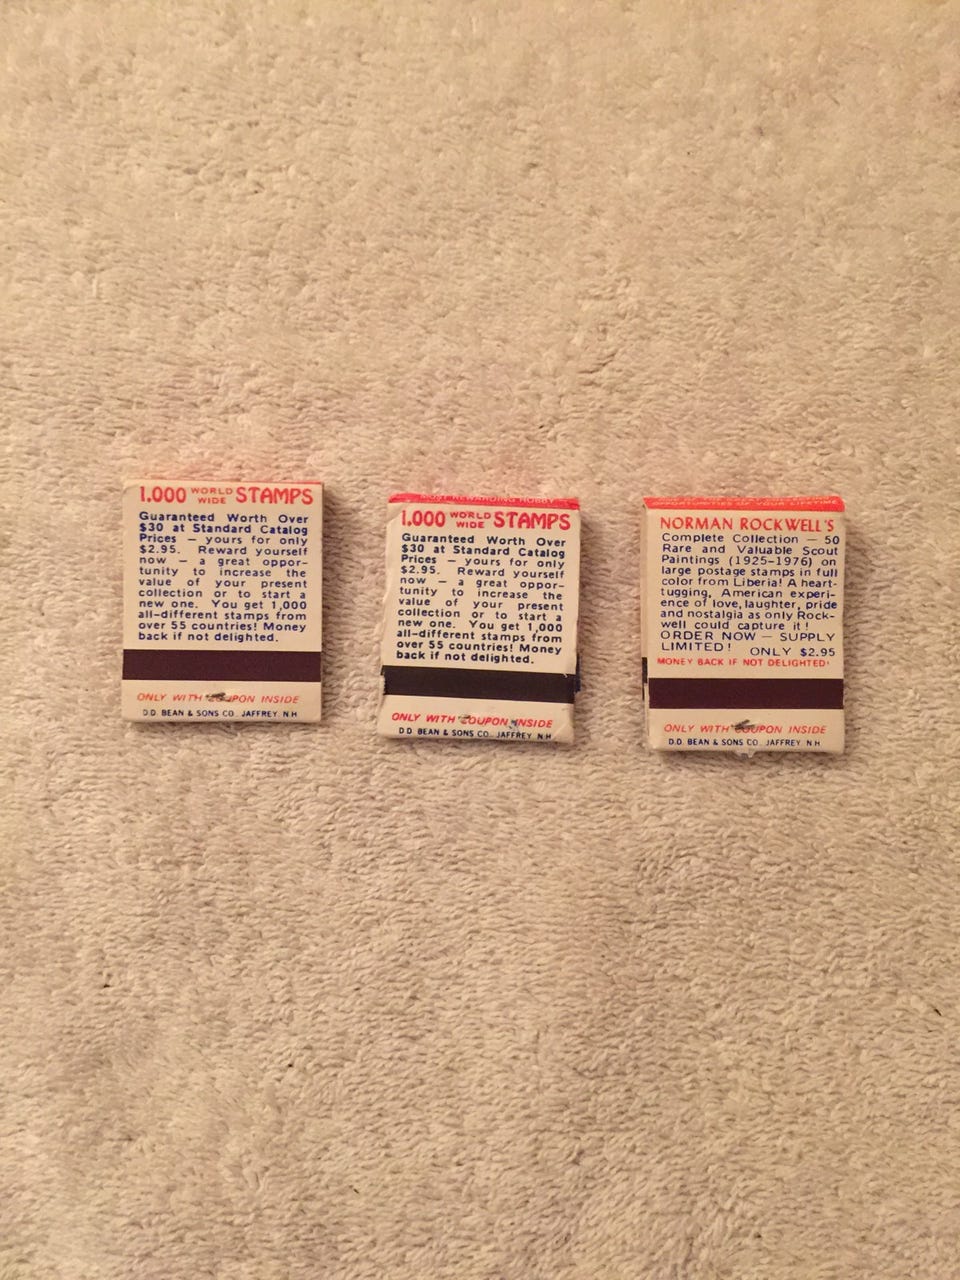 1,000 WORLD WIDE STAMPS
Guaranteed Worth Over
$30 at Standard Catalog
Prices — yours for only
$2.95. Reward yourself
now — a great oppor-
tunity to increase the
value of your present
collection or to start a
new one. You get 1,000
all-different stamps from
over 55 countries! Money
back if not delighted.
ONLY WITH COUPON INSIDE
D.D. BEAN & SONS CO., JAFFREY, N.H.
MOST REWARDING HOBBY
1,000 WORLD WIDE STAMPS
Guaranteed Worth Over
$30 at Standard Catalog
Prices — yours for only
$2.95. Reward yourself
now — a great oppor-
tunity to increase the
value of your present
collection or to start a
new one. You get 1,000
all-different stamps from
over 55 countries! Money
back if not delighted.
ONLY WITH COUPON INSIDE
D.D. BEAN & SONS CO., JAFFREY, N.H.
OF YOUR LIFETIME
NORMAN ROCKWELL'S
Complete Collection — 50
Rare and Valuable Scout
Paintings (1925-1976) on
large postage stamps in full
color from Liberia! A heart-
tugging, American experi-
ence of love, laughter, pride
and nostalgia as only Rock-
well could capture it!
ORDER NOW — SUPPLY
LIMITED! ONLY $2.95
MONEY BACK IF NOT DELIGHTED!
ONLY WITH COUPON INSIDE
D.D. BEAN & SONS CO., JAFFREY, N.H.